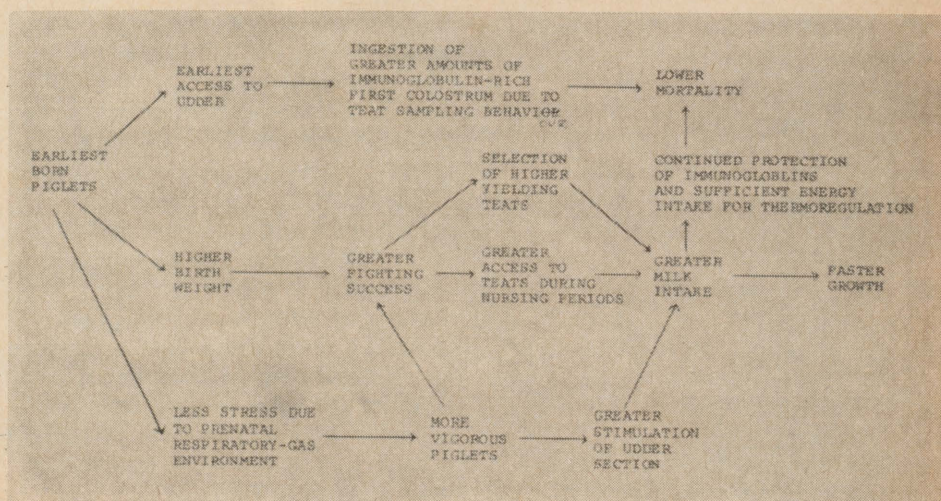 INGESTION OF
GREATER AMOUNTS OF
IMMUNOGLOBULIN-RICH
FIRST COLOSTRUM DUE TO
TEAT SAMPLING BEHAVIOR
our
EARLIEST
ACCESS TO
UDDER
LOWER
MORTALITY
EARLIEST
BORN
PIGLETS
SELECTION
OF HIGHER
YIELDING
TEATS
CONTINUED PROTECTION
OF IMMUNOGLOBLINS
AND SUFFICIENT ENERGY
INTAKE FOR THERMOREGULATION
HIGHER
BIRTH
WEIGHT
GREATER
FIGHTING
SUCCESS
GREATER
ACCESS TO
TEATS DURING
NURSING PERIODS
GREATER
MILK
INTAKE
FASTER
GROWTH
LESS STRESS DUE
TO PRENATAL
RESPIRATORY-GAS
ENVIRONMENT
MORE
VIGOROUS
PIGLETS
GREATER
STIMULATION
OF UDDER
SECTION